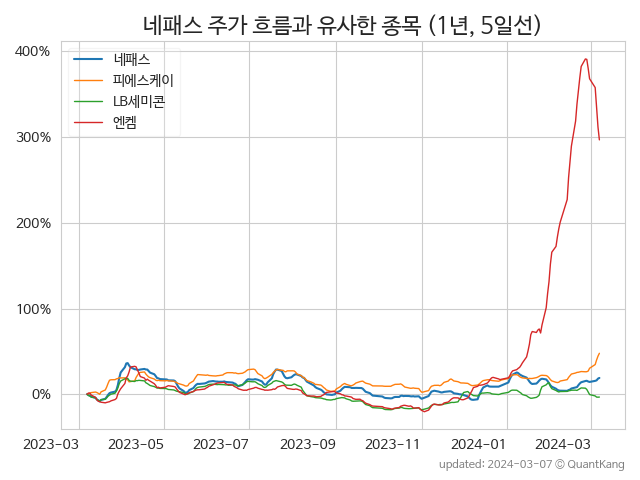 네패스 주가 흐름과 유사한 종목 (1년, 5일선)
400%
300%
200%
100%
0%
네패스
피에스케이
LB세미콘
엔켐
2023-03
2023-05
2023-07
2023-09
2023-11
2024-01
2024-03
updated: 2024-03-07 © QuantKang